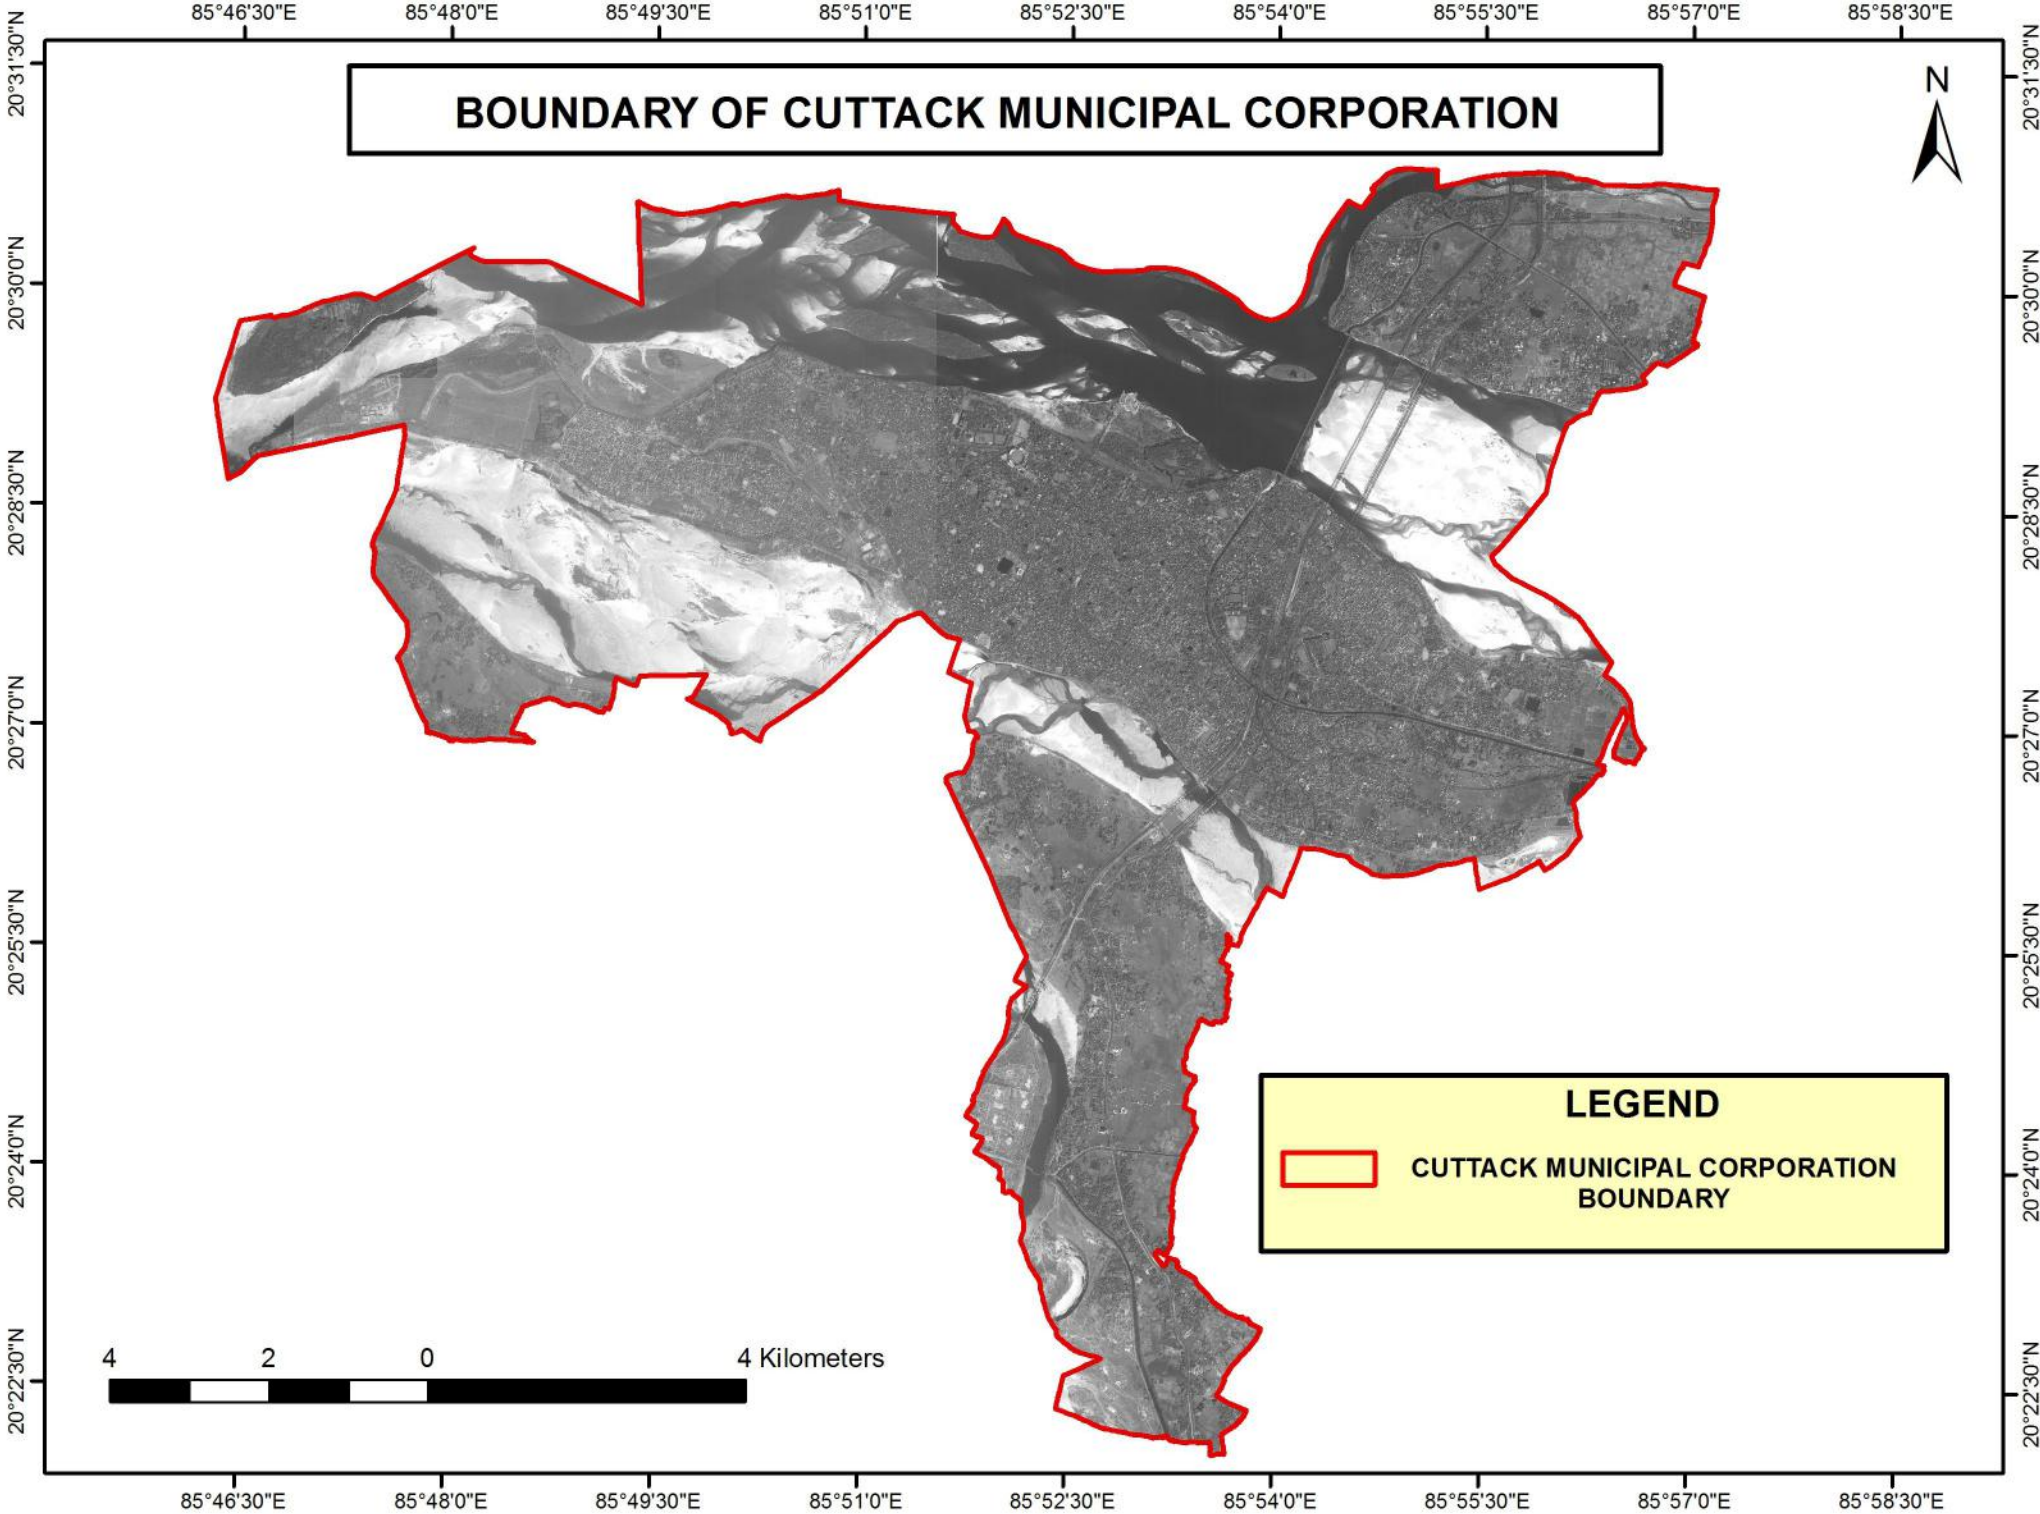 85°46'30"E 85°48'0"E 85°49'30"E 85°51'0"E 85°52'30"E 85°54'0"E 85°55'30"E 85°57'0"E 85°58'30"E
BOUNDARY OF CUTTACK MUNICIPAL CORPORATION
N
20°31'30"N
20°30'0"N
20°28'30"N
20°27'0"N
20°25'30"N
20°24'0"N
20°22'30"N
20°31'30"N
20°30'0"N
20°28'30"N
20°27'0"N
20°25'30"N
20°24'0"N
20°22'30"N
LEGEND
CUTTACK MUNICIPAL CORPORATION
BOUNDARY
4 2 0 4 Kilometers
85°46'30"E 85°48'0"E 85°49'30"E 85°51'0"E 85°52'30"E 85°54'0"E 85°55'30"E 85°57'0"E 85°58'30"E